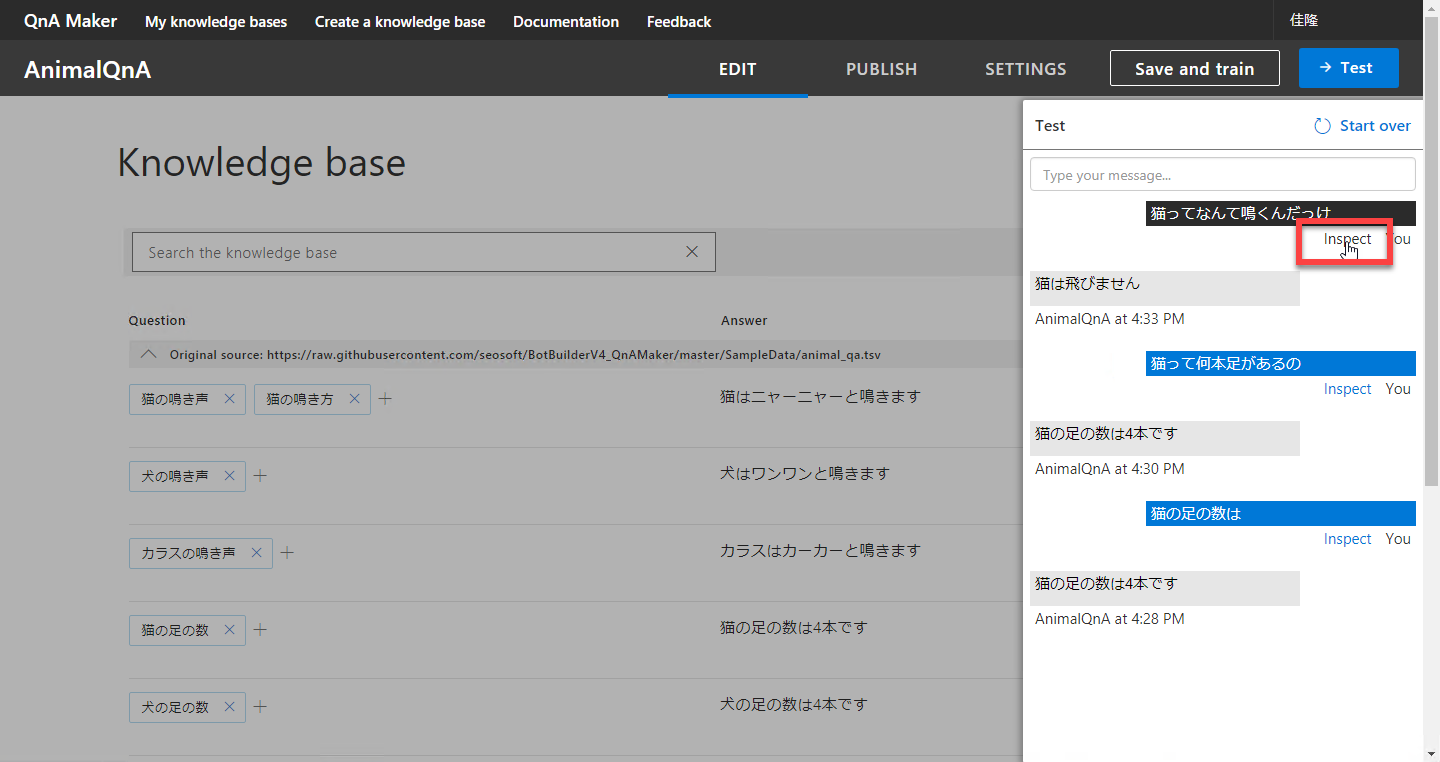 QnA Maker My knowledge bases Create a knowledge base Documentation Feedback 佳隆
AnimalQnA EDIT PUBLISH SETTINGS Save and train → Test
Knowledge base
Search the knowledge base
Question Answer
Original source: https://raw.githubusercontent.com/seosoft/BotBuilderV4_QnAMaker/master/SampleData/animal_qa.tsv
猫の鳴き声 × 猫の鳴き方 × + 猫はニャーニャーと鳴きます
犬の鳴き声 × + 犬はワンワンと鳴きます
カラスの鳴き声 × + カラスはカーカーと鳴きます
猫の足の数 × + 猫の足の数は4本です
犬の足の数 × + 犬の足の数は4本です
Test Start over
Type your message...
猫ってなんて鳴くんだっけ
Inspect You
猫は飛びません
AnimalQnA at 4:33 PM
猫って何本足があるの
Inspect You
猫の足の数は4本です
AnimalQnA at 4:30 PM
猫の足の数は
Inspect You
猫の足の数は4本です
AnimalQnA at 4:28 PM